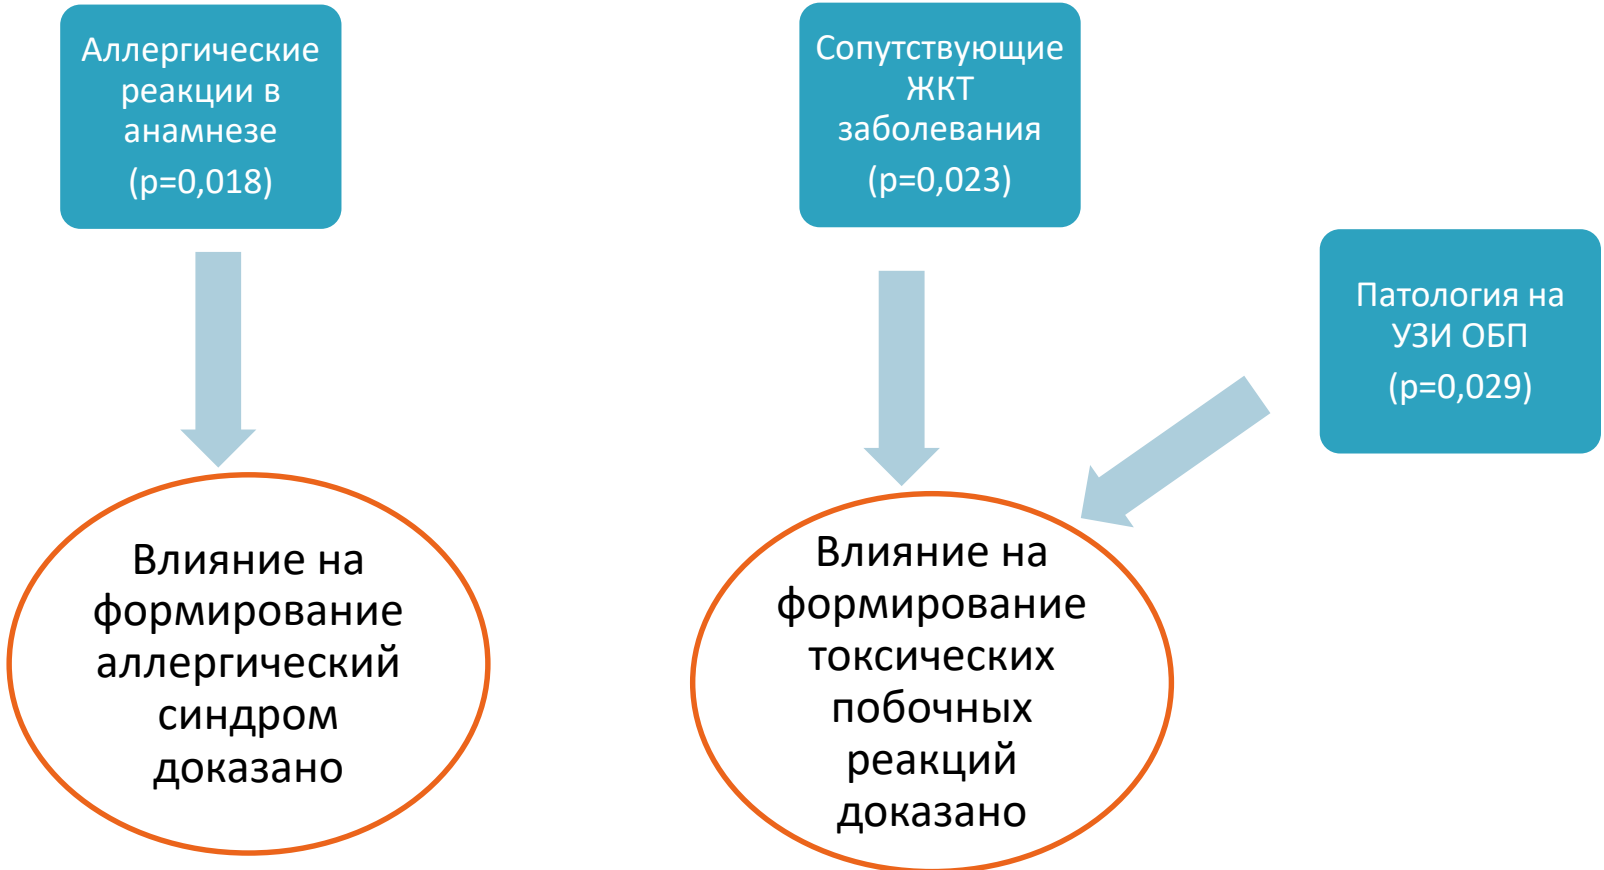 Аллергические
реакции в
анамнезе
(р=0,018)
Сопутствующие
ЖКТ
заболевания
(р=0,023)
Патология на
УЗИ ОБП
(р=0,029)
Влияние на
формирование
аллергический
синдром
доказано
Влияние на
формирование
токсических
побочных
реакций
доказано